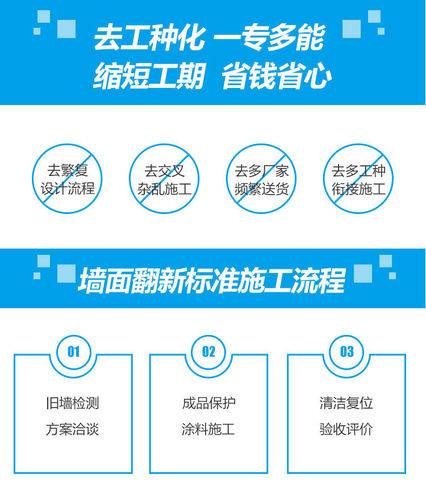 去工种化 一专多能
缩短工期 省钱省心
去繁复
设计流程
去交叉
杂乱施工
去多厂家
频繁送货
去多工种
衔接施工
墙面翻新标准施工流程
01
旧墙检测
方案洽谈
02
成品保护
涂料施工
03
清洁复位
验收评价